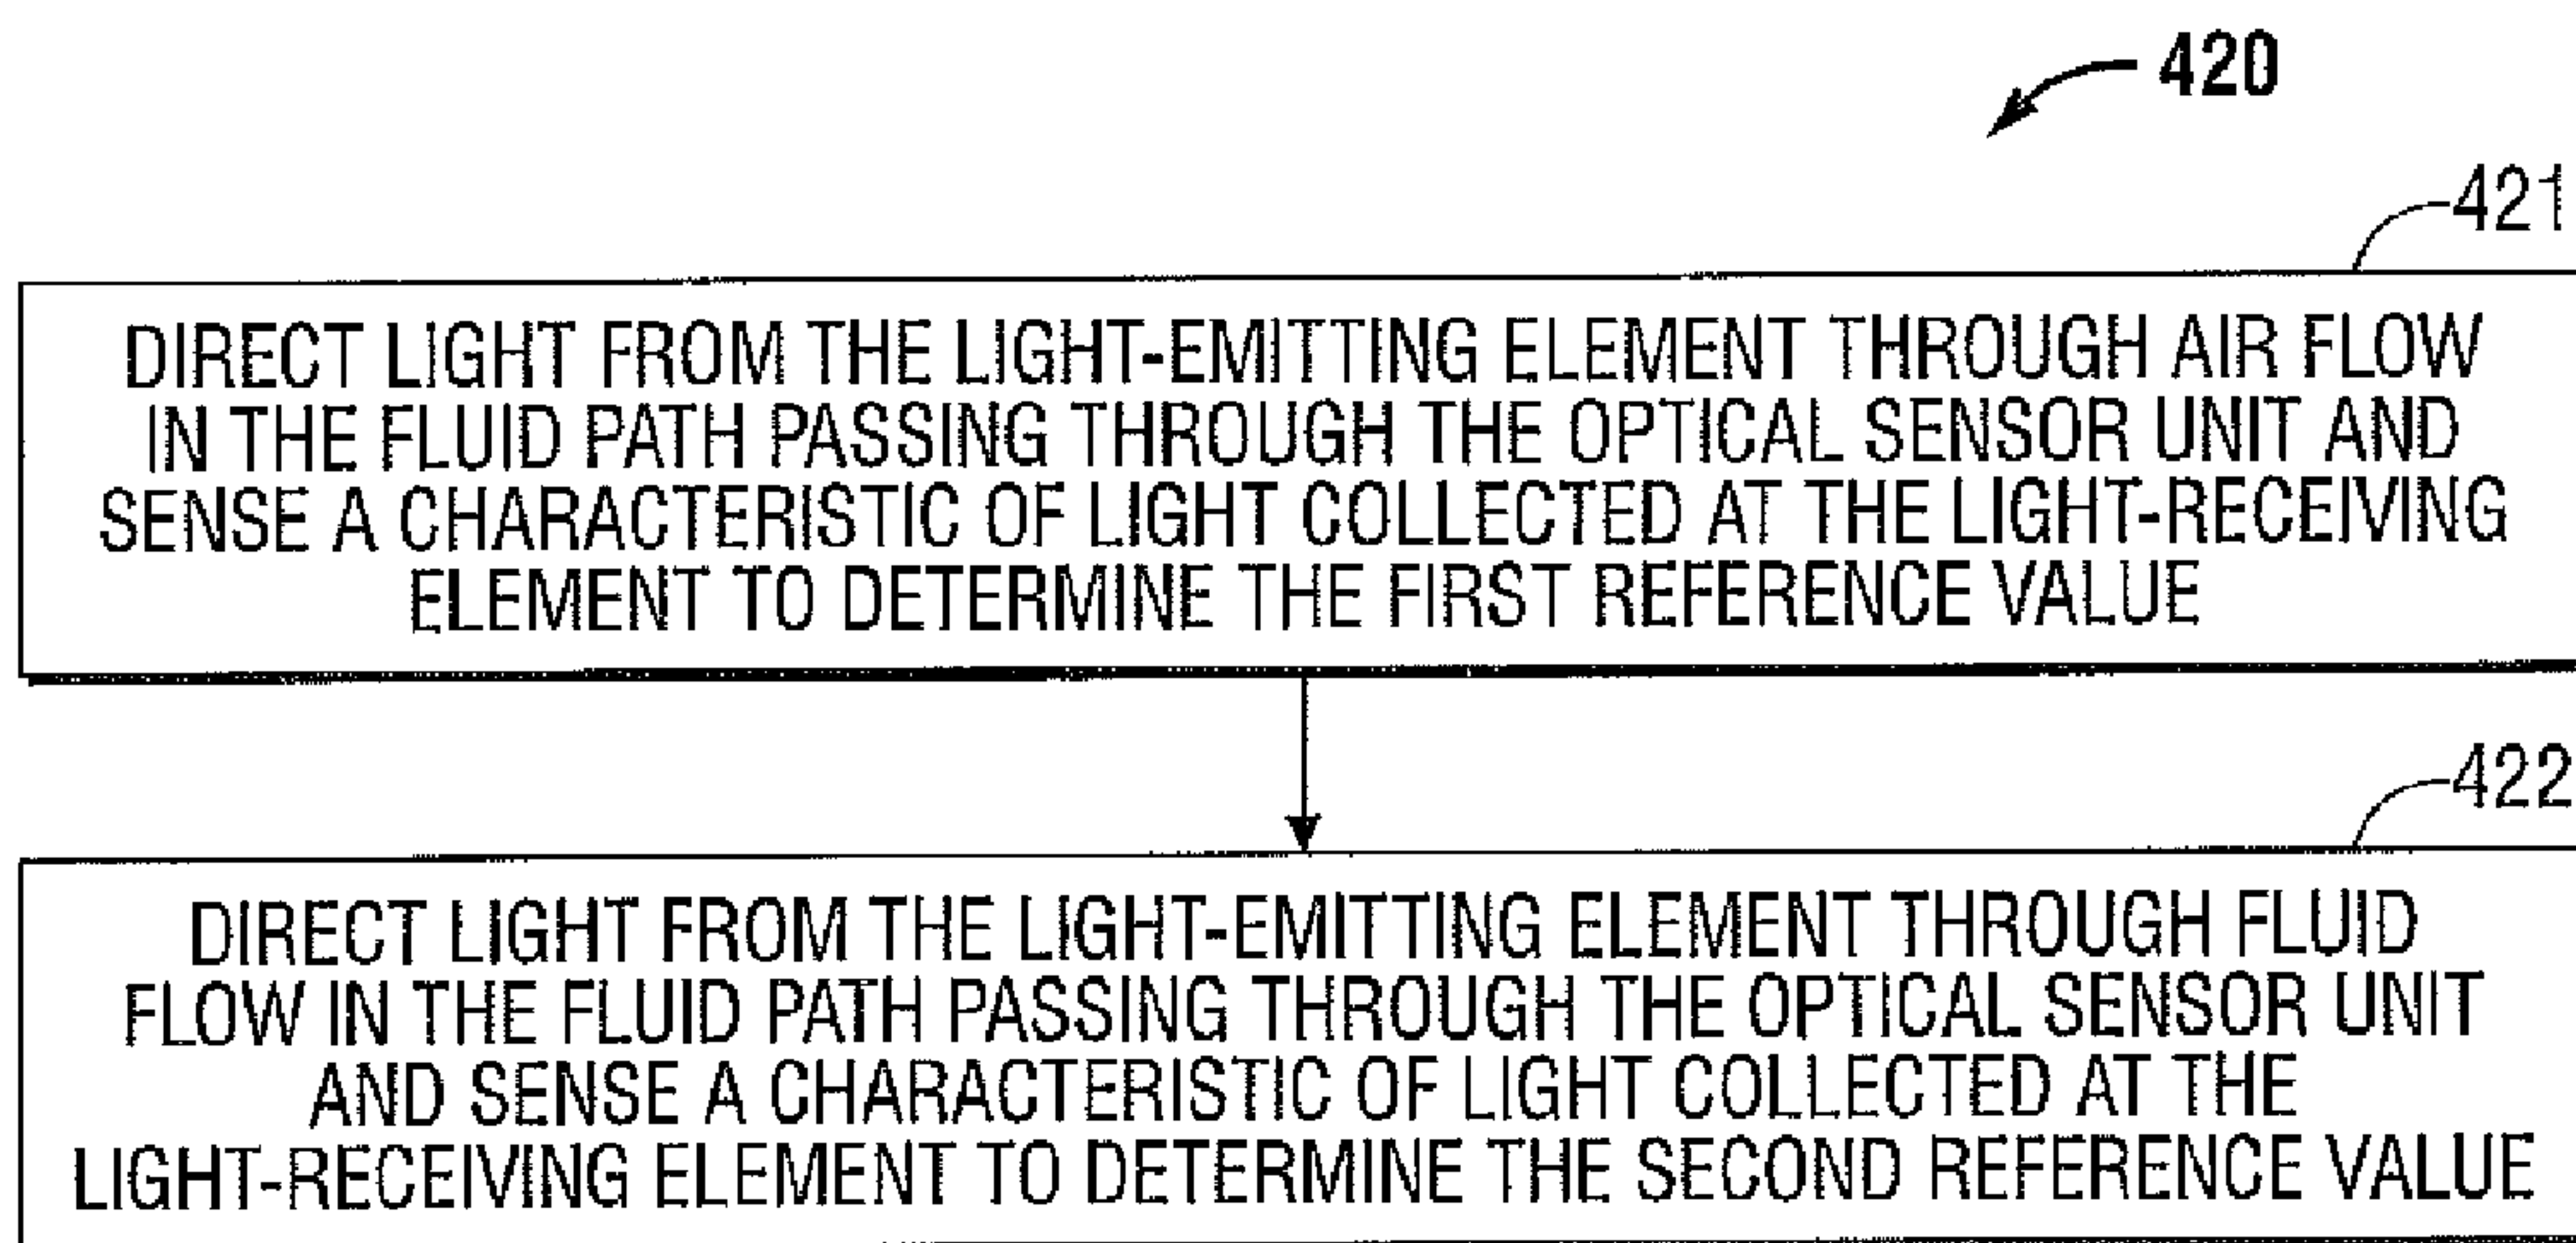 420
421
DIRECT LIGHT FROM THE LIGHT-EMITTING ELEMENT THROUGH AIR FLOW
IN THE FLUID PATH PASSING THROUGH THE OPTICAL SENSOR UNIT AND
SENSE A CHARACTERISTIC OF LIGHT COLLECTED AT THE LIGHT-RECEIVING
ELEMENT TO DETERMINE THE FIRST REFERENCE VALUE
422
DIRECT LIGHT FROM THE LIGHT-EMITTING ELEMENT THROUGH FLUID
FLOW IN THE FLUID PATH PASSING THROUGH THE OPTICAL SENSOR UNIT
AND SENSE A CHARACTERISTIC OF LIGHT COLLECTED AT THE
LIGHT-RECEIVING ELEMENT TO DETERMINE THE SECOND REFERENCE VALUE